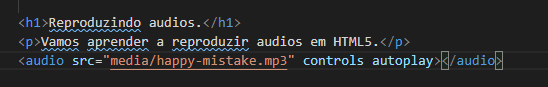 <h1>Reproduzindo audios.</h1>
<p>Vamos aprender a reproduzir audios em HTML5.</p>
<audio src="media/happy-mistake.mp3" controls autoplay></audio>